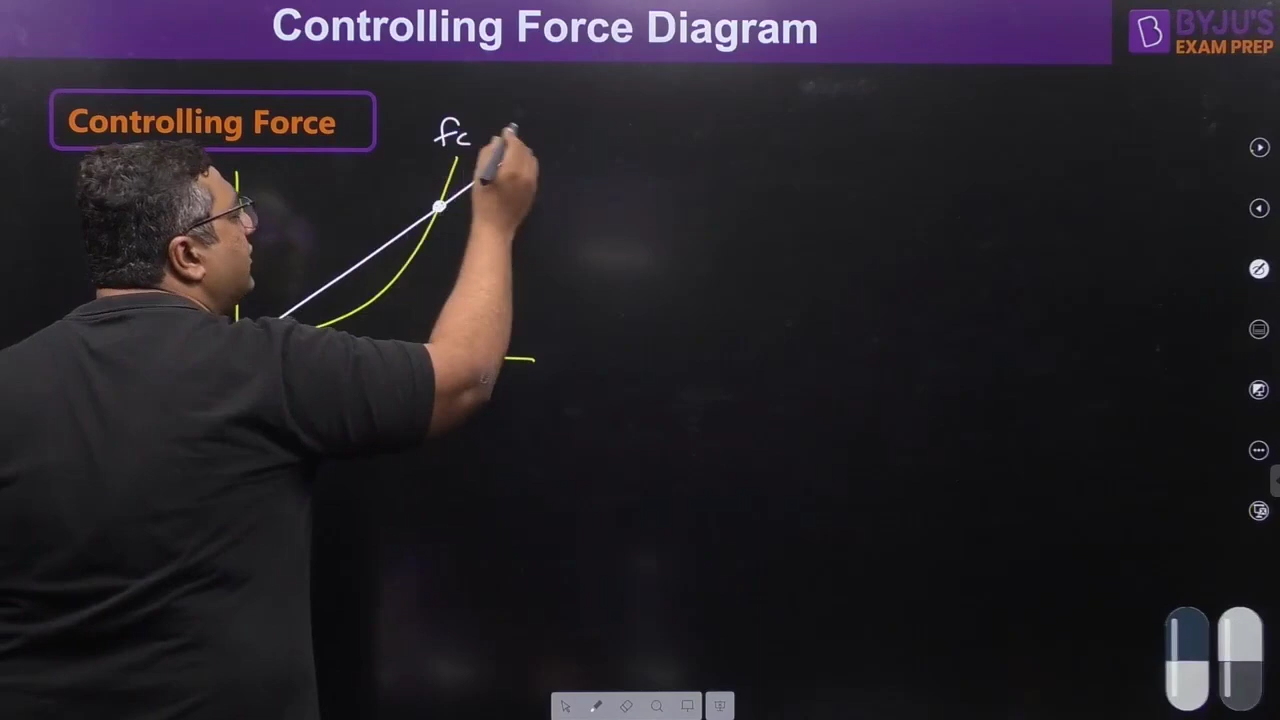 Controlling Force Diagram
BYJU'S
EXAM PREP
Controlling Force
fc